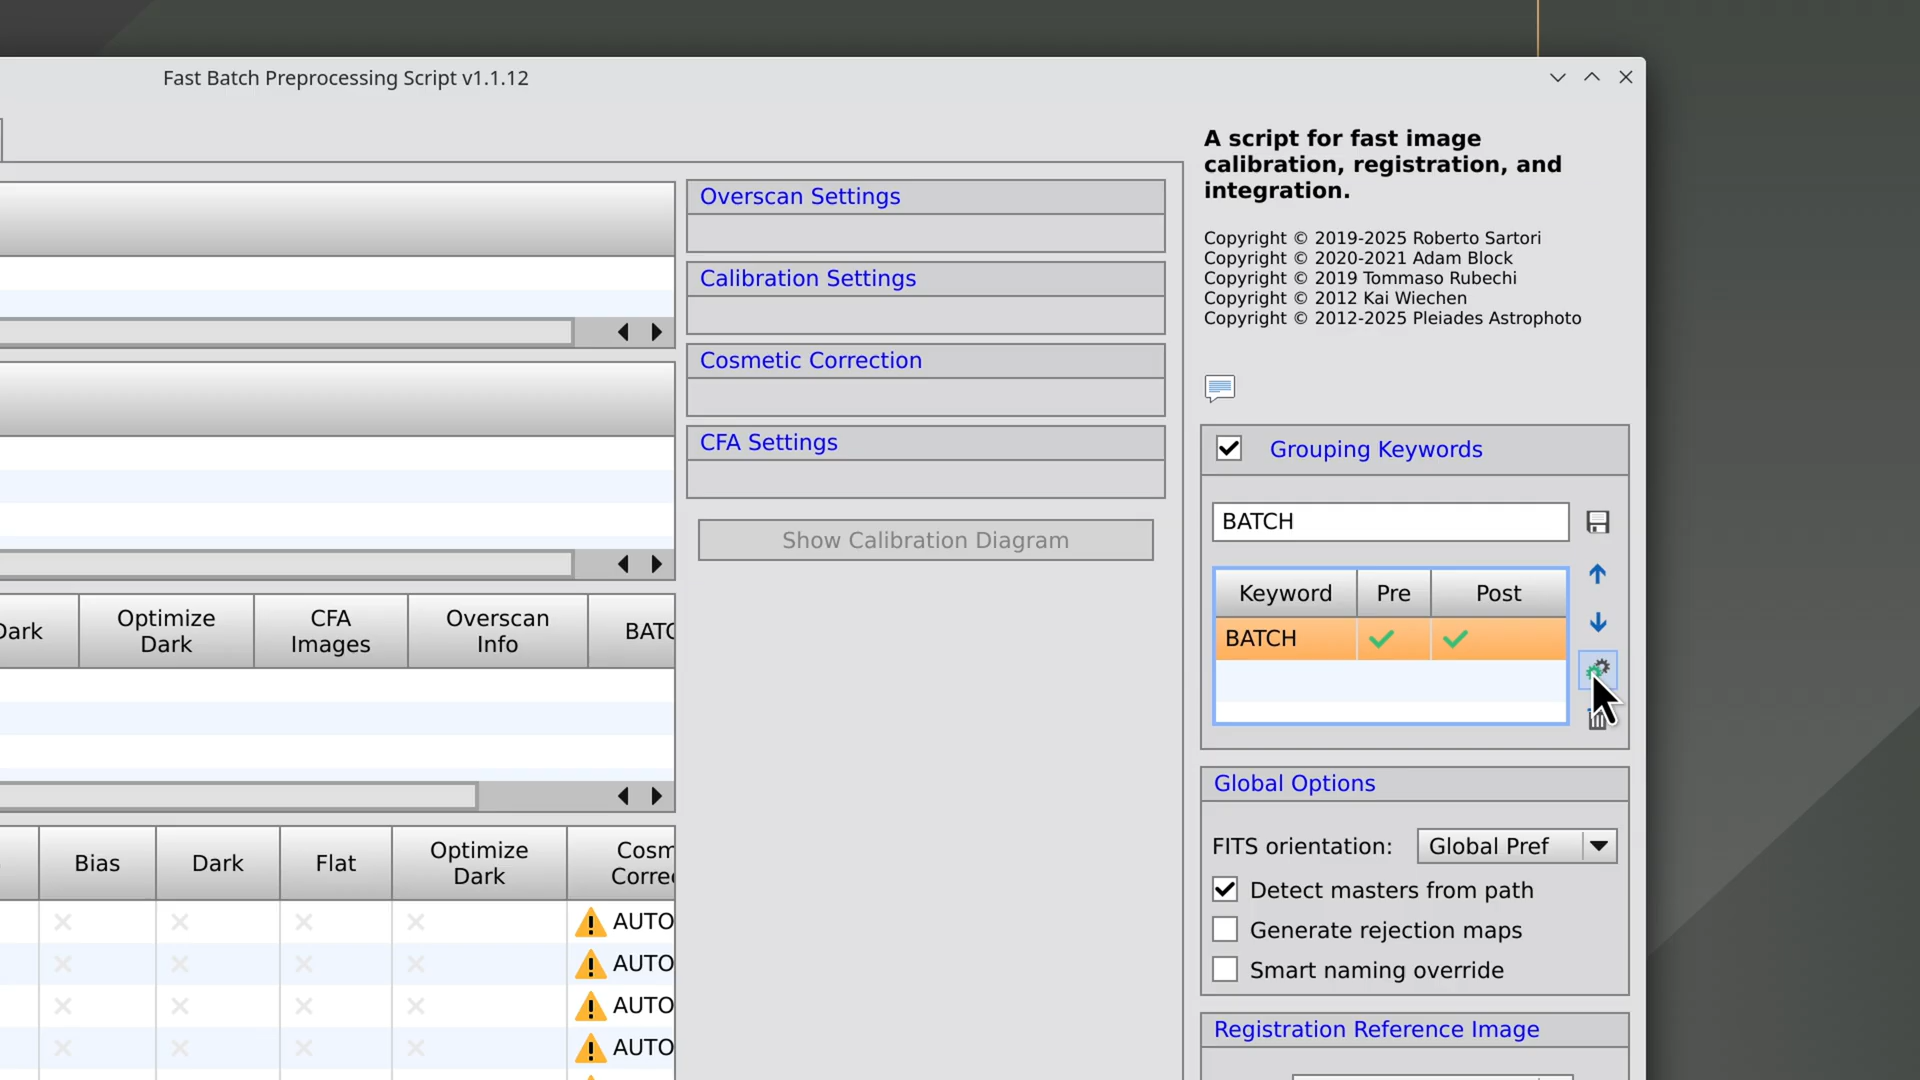 Fast Batch Preprocessing Script v1.1.12
A script for fast image
calibration, registration, and
integration.
Copyright © 2019-2025 Roberto Sartori
Copyright © 2020-2021 Adam Block
Copyright © 2019 Tommaso Rubechi
Copyright © 2012 Kai Wiechen
Copyright © 2012-2025 Pleiades Astrophoto
Overscan Settings
Calibration Settings
Cosmetic Correction
CFA Settings
Show Calibration Diagram
Grouping Keywords
BATCH
Keyword Pre Post
BATCH
Dark
Optimize
Dark
CFA
Images
Overscan
Info
BATC
Bias
Dark
Flat
Optimize
Dark
Cosm
Corre
AUTO
AUTO
AUTO
AUTO
Global Options
FITS orientation: Global Pref
Detect masters from path
Generate rejection maps
Smart naming override
Registration Reference Image